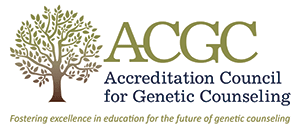 ACGC
Accreditation Council
for Genetic Counseling
Fostering excellence in education for the future of genetic counseling